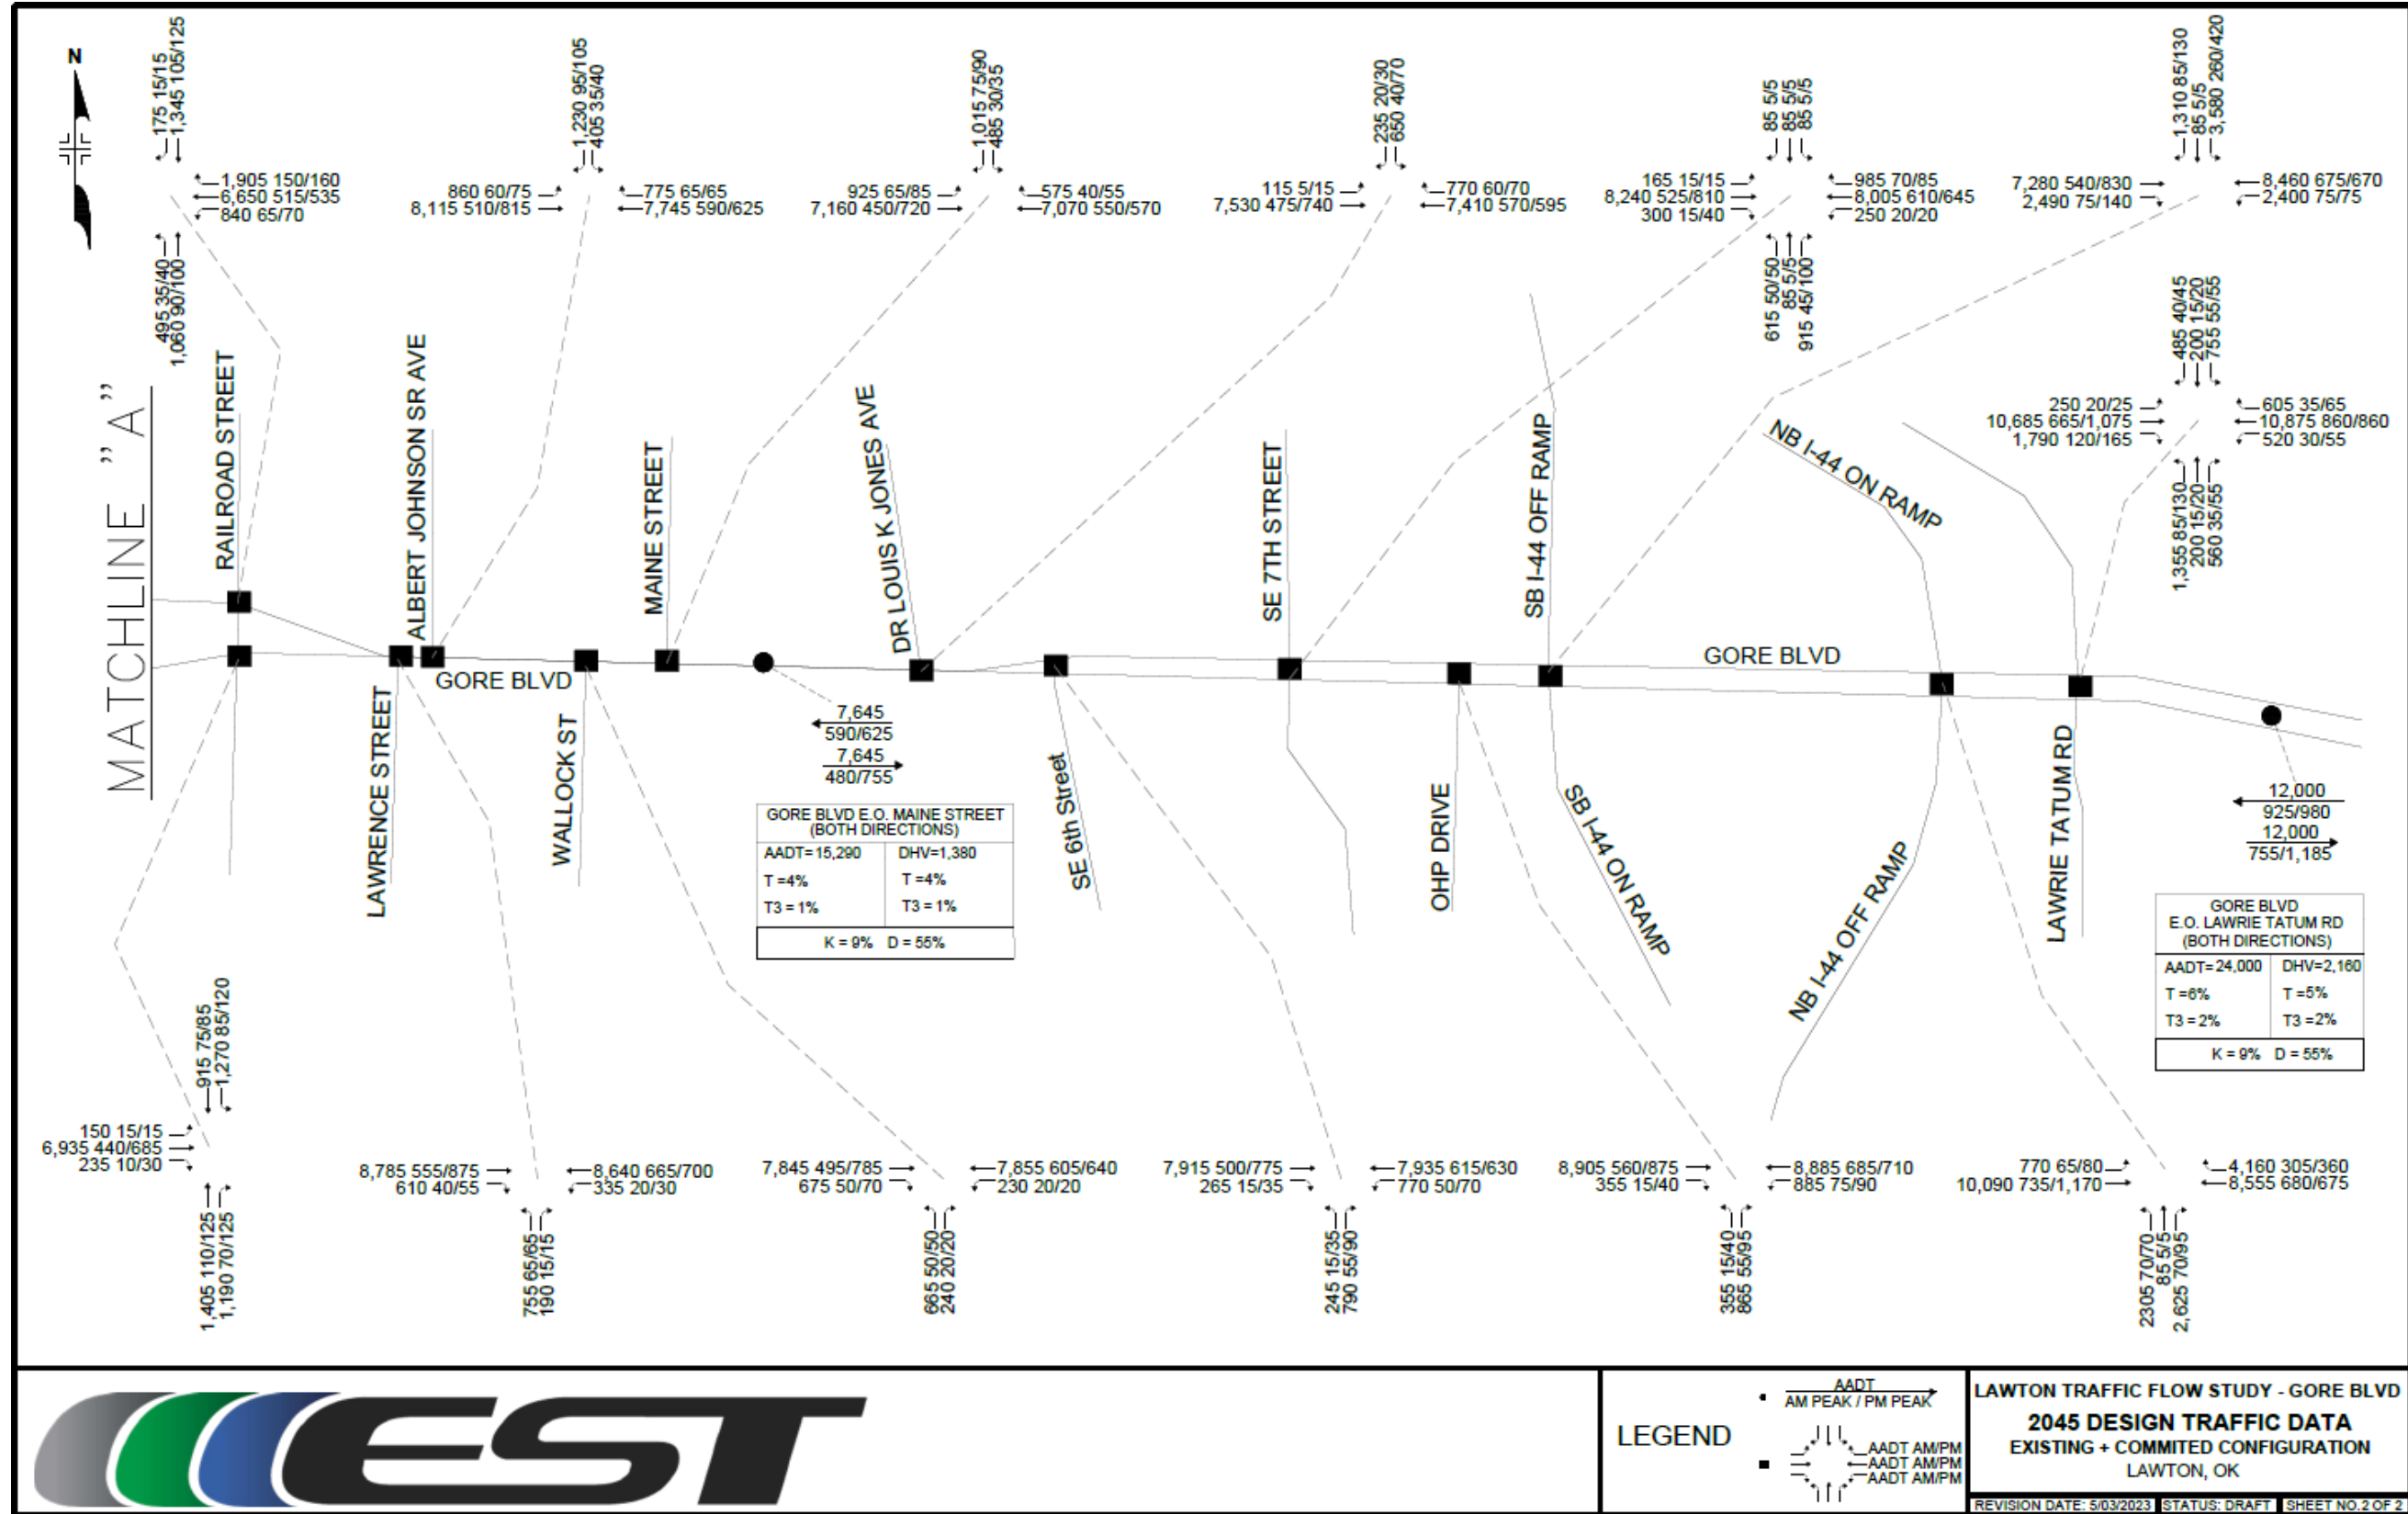 N
175 15/15
1,345 105/125
1,905 150/160
6,650 515/535
840 65/70
495 35/40
1,060 90/100
1,230 95/105
405 35/40
860 60/75
8,115 510/815
775 65/65
7,745 590/625
1,015 75/90
485 30/35
925 65/85
7,160 450/720
575 40/55
7,070 550/570
235 20/30
650 40/70
115 5/15
7,530 475/740
770 60/70
7,410 570/595
85 5/5
85 5/5
85 5/5
165 15/15
8,240 525/810
300 15/40
985 70/85
8,005 610/645
250 20/20
615 50/50
85 5/5
915 45/100
1,310 85/130
85 5/5
3,580 260/420
7,280 540/830
2,490 75/140
8,460 675/670
2,400 75/75
485 40/45
200 15/20
755 55/55
250 20/25
10,685 665/1,075
1,790 120/165
605 35/65
10,875 860/860
520 30/55
1,355 85/130
200 15/20
560 35/55
MATCHLINE "A"
RAILROAD STREET
ALBERT JOHNSON SR AVE
MAINE STREET
DR LOUIS K JONES AVE
SE 7TH STREET
SB I-44 OFF RAMP
NB I-44 ON RAMP
GORE BLVD
GORE BLVD
LAWRENCE STREET
WALLOCK ST
SE 6th Street
OHP DRIVE
SB I-44 ON RAMP
NB I-44 OFF RAMP
LAWRIE TATUM RD
7,645
590/625
7,645
480/755
GORE BLVD E.O. MAINE STREET
(BOTH DIRECTIONS)
AADT=15,290 DHV=1,380
T =4% T =4%
T3 = 1% T3 = 1%
K = 9% D = 55%
12,000
925/980
12,000
755/1,185
GORE BLVD
E.O. LAWRIE TATUM RD
(BOTH DIRECTIONS)
AADT=24,000 DHV=2,160
T =6% T =5%
T3 = 2% T3 =2%
K = 9% D = 55%
915 75/85
1,270 85/120
150 15/15
6,935 440/685
235 10/30
1,405 110/125
1,190 70/125
8,785 555/875
610 40/55
8,640 665/700
335 20/30
755 65/65
190 15/15
7,845 495/785
675 50/70
7,855 605/640
230 20/20
665 50/50
240 20/20
7,915 500/775
265 15/35
7,935 615/630
770 50/70
245 15/35
790 55/90
8,905 560/875
355 15/40
8,885 685/710
885 75/90
355 15/40
865 55/95
770 65/80
10,090 735/1,170
4,160 305/360
8,555 680/675
2305 70/70
85 5/5
2,625 70/95
EST
LEGEND
AADT
AM PEAK / PM PEAK
AADT AM/PM
AADT AM/PM
AADT AM/PM
LAWTON TRAFFIC FLOW STUDY - GORE BLVD
2045 DESIGN TRAFFIC DATA
EXISTING + COMMITED CONFIGURATION
LAWTON, OK
REVISION DATE: 5/03/2023 STATUS: DRAFT SHEET NO. 2 OF 2